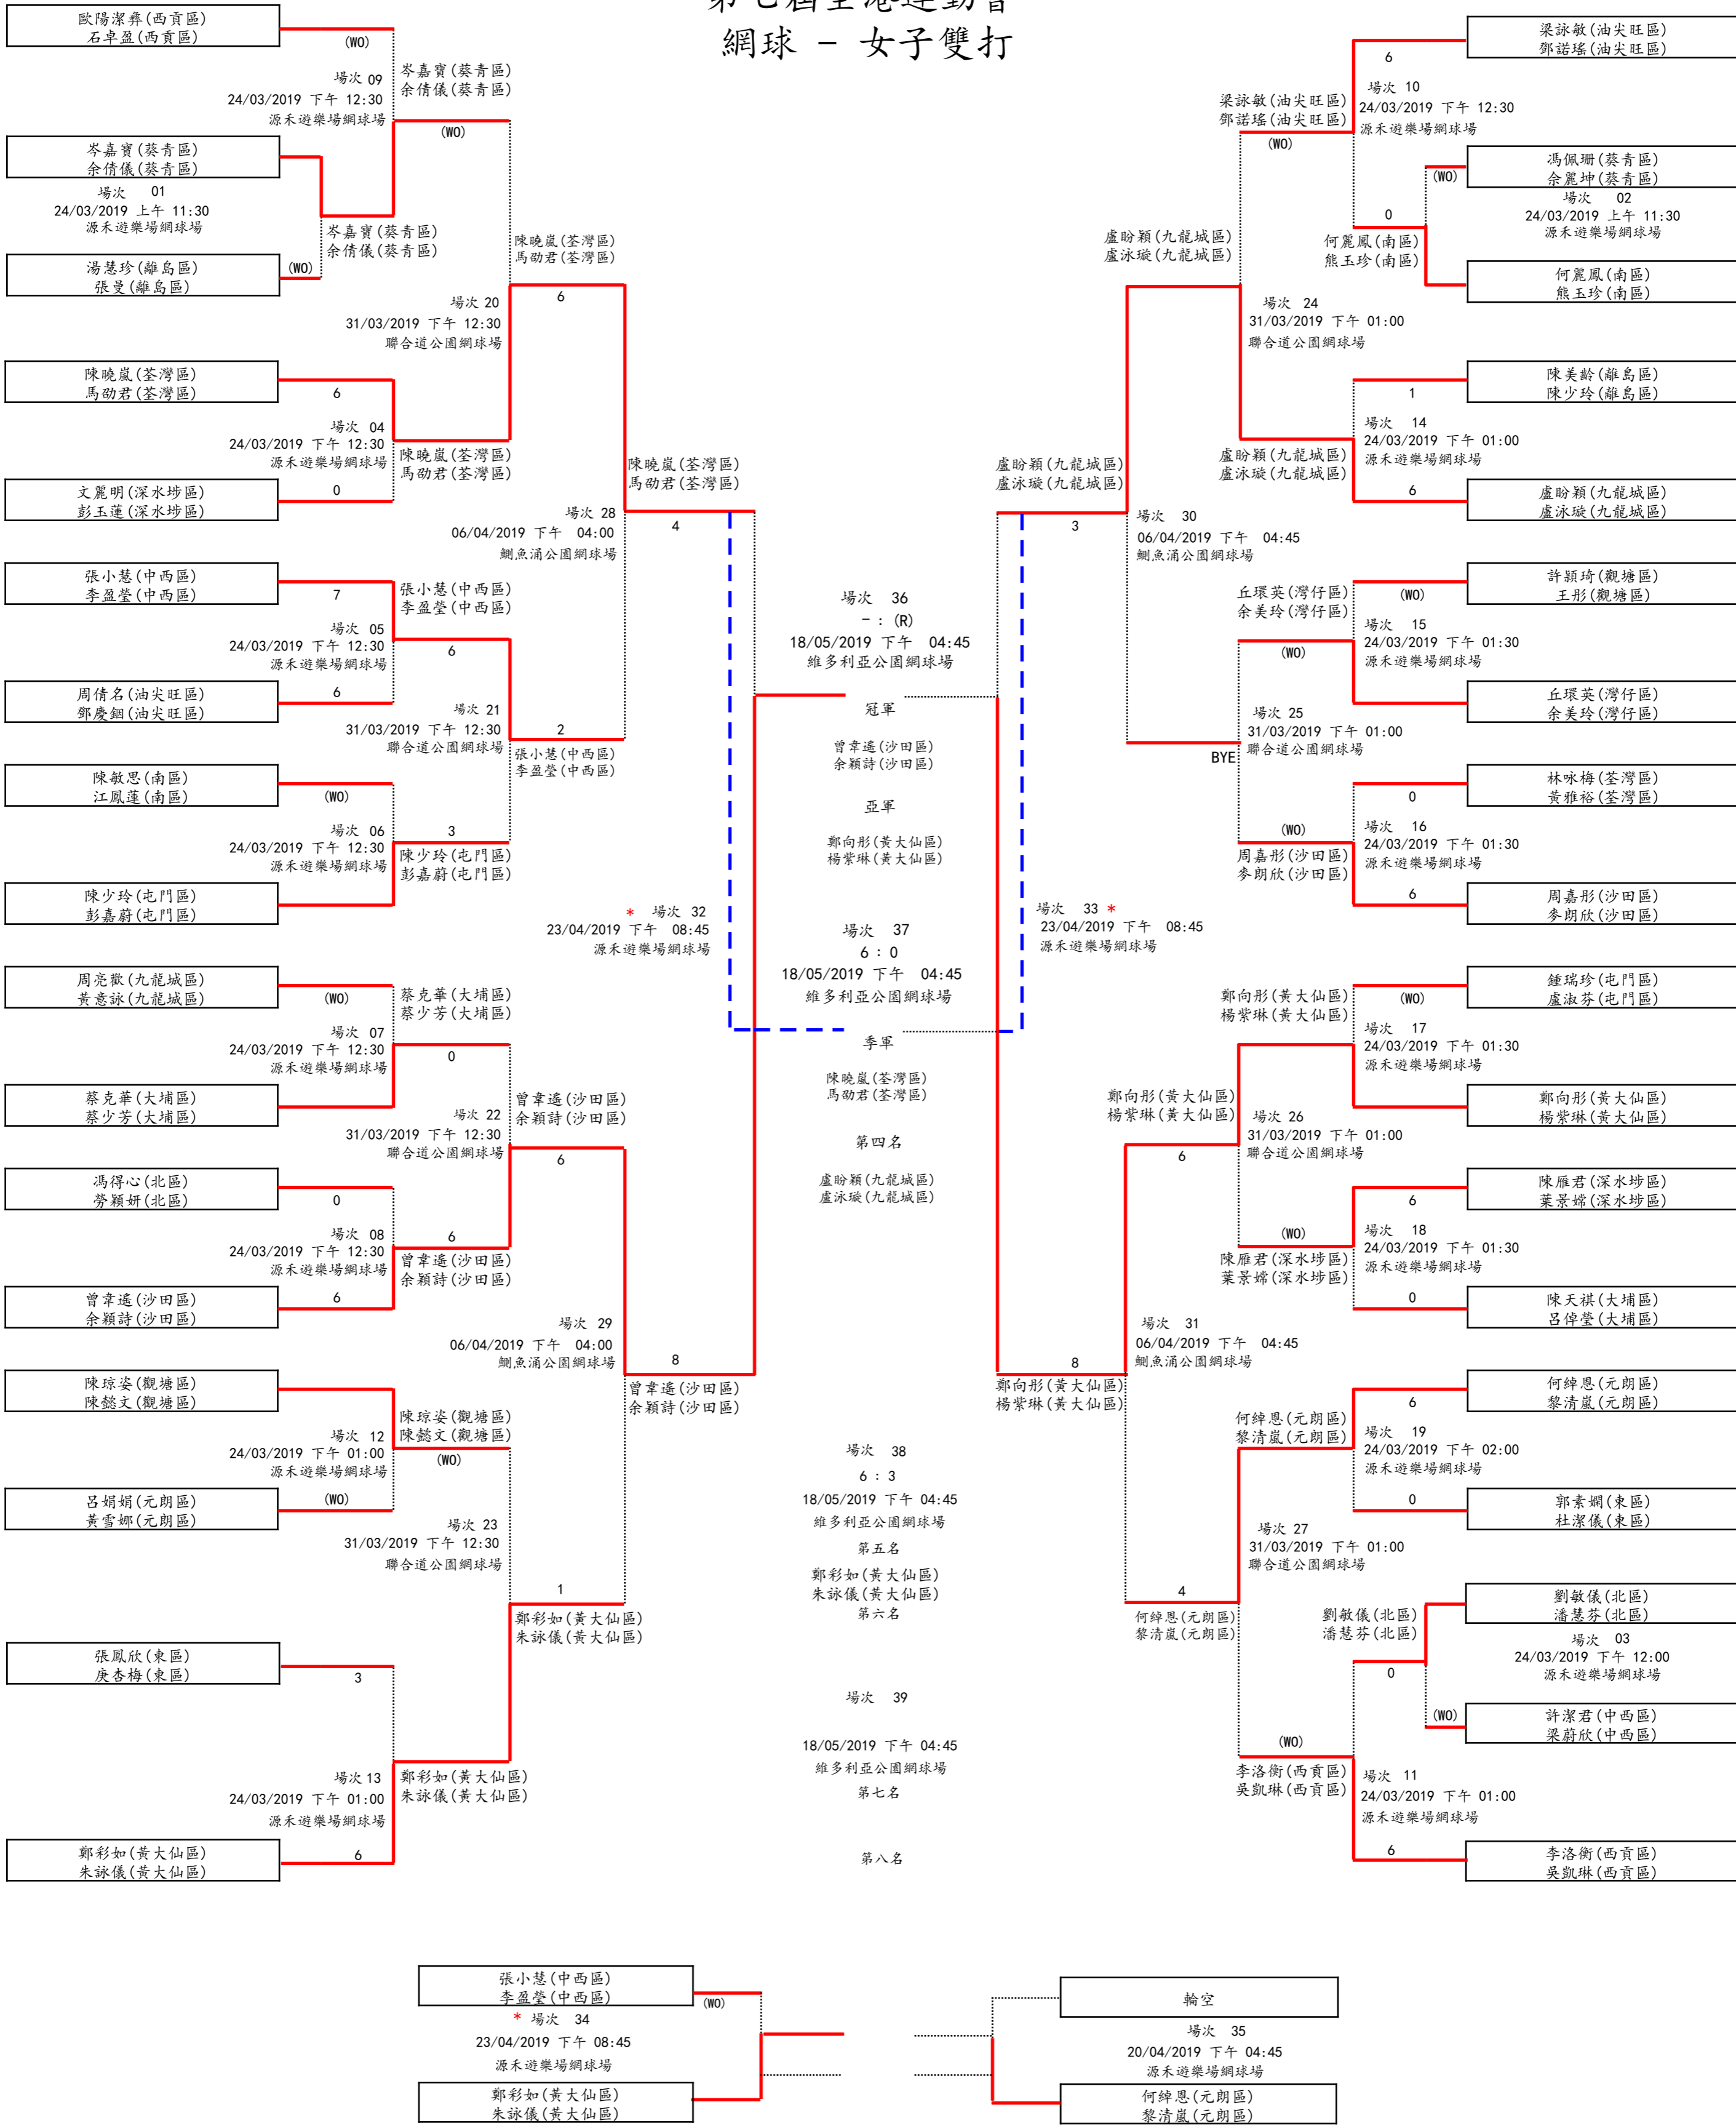 第七屆全港運動會
網球 - 女子雙打
歐陽潔彝(西貢區)
石卓盈(西貢區)
(WO)
場次 09
24/03/2019 下午 12:30
源禾遊樂場網球場
岑嘉寶(葵青區)
余倩儀(葵青區)
(WO)
岑嘉寶(葵青區)
余倩儀(葵青區)
場次 01
24/03/2019 上午 11:30
源禾遊樂場網球場
岑嘉寶(葵青區)
余倩儀(葵青區)
湯慧珍(離島區)
張曼(離島區)
(WO)
陳曉嵐(荃灣區)
馬劭君(荃灣區)
6
場次 20
31/03/2019 下午 12:30
聯合道公園網球場
陳曉嵐(荃灣區)
馬劭君(荃灣區)
6
場次 04
24/03/2019 下午 12:30
源禾遊樂場網球場
陳曉嵐(荃灣區)
馬劭君(荃灣區)
文麗明(深水埗區)
彭玉蓮(深水埗區)
0
陳曉嵐(荃灣區)
馬劭君(荃灣區)
4
場次 28
06/04/2019 下午 04:00
鰂魚涌公園網球場
張小慧(中西區)
李盈瑩(中西區)
7
張小慧(中西區)
李盈瑩(中西區)
6
場次 05
24/03/2019 下午 12:30
源禾遊樂場網球場
周倩名(油尖旺區)
鄧慶銦(油尖旺區)
6
場次 21
31/03/2019 下午 12:30
聯合道公園網球場
2
張小慧(中西區)
李盈瑩(中西區)
陳敏思(南區)
江鳳蓮(南區)
(WO)
場次 06
24/03/2019 下午 12:30
源禾遊樂場網球場
3
陳少玲(屯門區)
彭嘉蔚(屯門區)
陳少玲(屯門區)
彭嘉蔚(屯門區)
* 場次 32
23/04/2019 下午 08:45
源禾遊樂場網球場
周亮歡(九龍城區)
黃意詠(九龍城區)
(WO)
蔡克華(大埔區)
蔡少芳(大埔區)
0
場次 07
24/03/2019 下午 12:30
源禾遊樂場網球場
蔡克華(大埔區)
蔡少芳(大埔區)
場次 22
31/03/2019 下午 12:30
聯合道公園網球場
曾韋遙(沙田區)
余穎詩(沙田區)
6
馮得心(北區)
勞穎妍(北區)
0
場次 08
24/03/2019 下午 12:30
源禾遊樂場網球場
6
曾韋遙(沙田區)
余穎詩(沙田區)
曾韋遙(沙田區)
余穎詩(沙田區)
6
場次 29
06/04/2019 下午 04:00
鰂魚涌公園網球場
8
曾韋遙(沙田區)
余穎詩(沙田區)
陳琼姿(觀塘區)
陳懿文(觀塘區)
陳琼姿(觀塘區)
陳懿文(觀塘區)
(WO)
場次 12
24/03/2019 下午 01:00
源禾遊樂場網球場
呂娟娟(元朗區)
黃雪娜(元朗區)
(WO)
場次 23
31/03/2019 下午 12:30
聯合道公園網球場
1
鄭彩如(黃大仙區)
朱詠儀(黃大仙區)
張鳳欣(東區)
庚杏梅(東區)
3
場次 13
24/03/2019 下午 01:00
源禾遊樂場網球場
鄭彩如(黃大仙區)
朱詠儀(黃大仙區)
鄭彩如(黃大仙區)
朱詠儀(黃大仙區)
6
場次 36
- : (R)
18/05/2019 下午 04:45
維多利亞公園網球場
冠軍
曾韋遙(沙田區)
余穎詩(沙田區)
亞軍
鄭向彤(黃大仙區)
楊紫琳(黃大仙區)
場次 37
6 : 0
18/05/2019 下午 04:45
維多利亞公園網球場
季軍
陳曉嵐(荃灣區)
馬劭君(荃灣區)
第四名
盧盼穎(九龍城區)
盧泳璇(九龍城區)
場次 38
6 : 3
18/05/2019 下午 04:45
維多利亞公園網球場
第五名
鄭彩如(黃大仙區)
朱詠儀(黃大仙區)
第六名
場次 39
18/05/2019 下午 04:45
維多利亞公園網球場
第七名
第八名
梁詠敏(油尖旺區)
鄧諾瑤(油尖旺區)
6
場次 10
24/03/2019 下午 12:30
源禾遊樂場網球場
梁詠敏(油尖旺區)
鄧諾瑤(油尖旺區)
(WO)
馮佩珊(葵青區)
余麗坤(葵青區)
(WO)
場次 02
24/03/2019 上午 11:30
源禾遊樂場網球場
0
何麗鳳(南區)
熊玉珍(南區)
何麗鳳(南區)
熊玉珍(南區)
盧盼穎(九龍城區)
盧泳璇(九龍城區)
場次 24
31/03/2019 下午 01:00
聯合道公園網球場
陳美齡(離島區)
陳少玲(離島區)
1
場次 14
24/03/2019 下午 01:00
源禾遊樂場網球場
盧盼穎(九龍城區)
盧泳璇(九龍城區)
6
盧盼穎(九龍城區)
盧泳璇(九龍城區)
盧盼穎(九龍城區)
盧泳璇(九龍城區)
3
場次 30
06/04/2019 下午 04:45
鰂魚涌公園網球場
許頴琦(觀塘區)
王彤(觀塘區)
(WO)
丘環英(灣仔區)
余美玲(灣仔區)
(WO)
場次 15
24/03/2019 下午 01:30
源禾遊樂場網球場
丘環英(灣仔區)
余美玲(灣仔區)
場次 25
31/03/2019 下午 01:00
聯合道公園網球場
BYE
林咏梅(荃灣區)
黃雅裕(荃灣區)
0
場次 16
24/03/2019 下午 01:30
源禾遊樂場網球場
(WO)
周嘉彤(沙田區)
麥朗欣(沙田區)
6
周嘉彤(沙田區)
麥朗欣(沙田區)
場次 33 *
23/04/2019 下午 08:45
源禾遊樂場網球場
鍾瑞珍(屯門區)
盧淑芬(屯門區)
(WO)
鄭向彤(黃大仙區)
楊紫琳(黃大仙區)
場次 17
24/03/2019 下午 01:30
源禾遊樂場網球場
鄭向彤(黃大仙區)
楊紫琳(黃大仙區)
鄭向彤(黃大仙區)
楊紫琳(黃大仙區)
6
場次 26
31/03/2019 下午 01:00
聯合道公園網球場
陳雁君(深水埗區)
葉景嫦(深水埗區)
6
場次 18
24/03/2019 下午 01:30
源禾遊樂場網球場
(WO)
陳雁君(深水埗區)
葉景嫦(深水埗區)
0
陳天祺(大埔區)
呂倬瑩(大埔區)
場次 31
06/04/2019 下午 04:45
鰂魚涌公園網球場
8
鄭向彤(黃大仙區)
楊紫琳(黃大仙區)
何綽恩(元朗區)
黎清嵐(元朗區)
6
何綽恩(元朗區)
黎清嵐(元朗區)
場次 19
24/03/2019 下午 02:00
源禾遊樂場網球場
0
郭素嫻(東區)
杜潔儀(東區)
場次 27
31/03/2019 下午 01:00
聯合道公園網球場
4
何綽恩(元朗區)
黎清嵐(元朗區)
劉敏儀(北區)
潘慧芬(北區)
劉敏儀(北區)
潘慧芬(北區)
場次 03
24/03/2019 下午 12:00
源禾遊樂場網球場
0
(WO)
許潔君(中西區)
梁蔚欣(中西區)
(WO)
李洛衡(西貢區)
吳凱琳(西貢區)
場次 11
24/03/2019 下午 01:00
源禾遊樂場網球場
6
李洛衡(西貢區)
吳凱琳(西貢區)
張小慧(中西區)
李盈瑩(中西區)
(WO)
* 場次 34
23/04/2019 下午 08:45
源禾遊樂場網球場
鄭彩如(黃大仙區)
朱詠儀(黃大仙區)
輪空
場次 35
20/04/2019 下午 04:45
源禾遊樂場網球場
何綽恩(元朗區)
黎清嵐(元朗區)